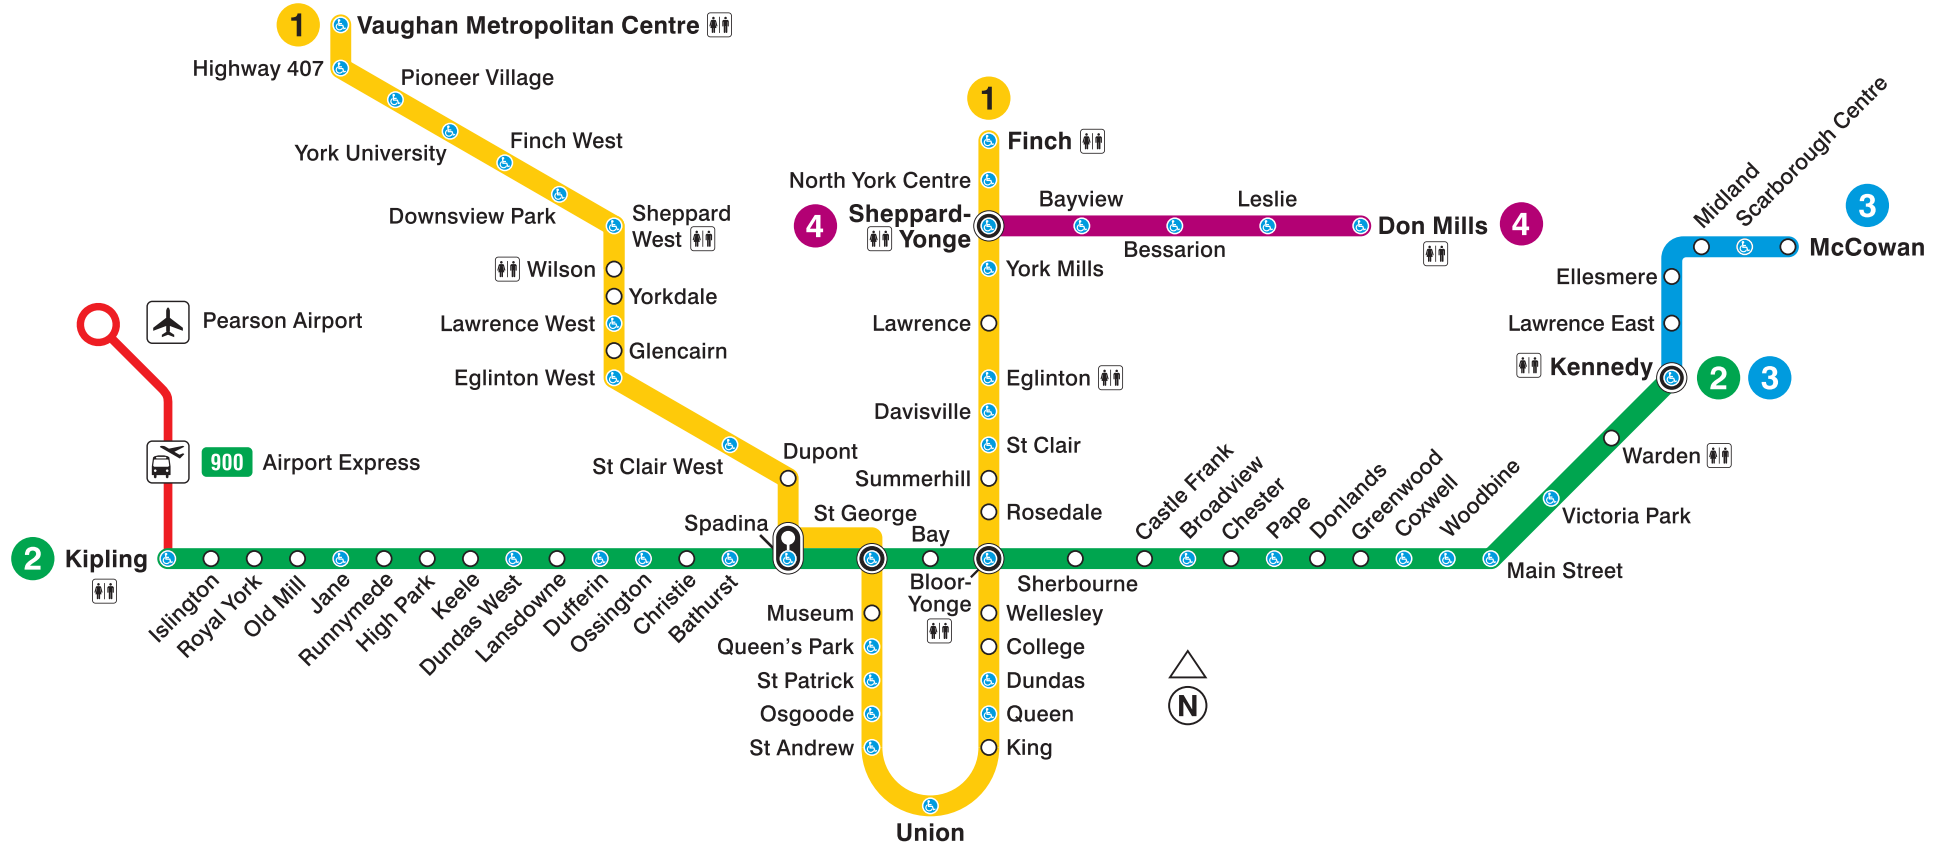 1
Vaughan Metropolitan Centre
Highway 407
Pioneer Village
York University
Finch West
Downsview Park
Sheppard
West
Wilson
Yorkdale
Lawrence West
Glencairn
Eglinton West
St Clair West
Dupont
Spadina
St George
Museum
Queen's Park
St Patrick
Osgoode
St Andrew
Union
1
Finch
North York Centre
Sheppard-
Yonge
York Mills
Lawrence
Eglinton
Davisville
St Clair
Summerhill
Rosedale
Bloor-
Yonge
Wellesley
College
Dundas
Queen
King
4
Bayview
Bessarion
Leslie
Don Mills
4
Pearson Airport
900
Airport Express
2
Kipling
Islington
Royal York
Old Mill
Jane
Runnymede
High Park
Keele
Dundas West
Lansdowne
Dufferin
Ossington
Christie
Bathurst
Bay
Sherbourne
Castle Frank
Broadview
Chester
Pape
Donlands
Greenwood
Coxwell
Woodbine
Main Street
Victoria Park
Warden
Kennedy
2
3
Lawrence East
Ellesmere
Midland
Scarborough Centre
McCowan
3
N